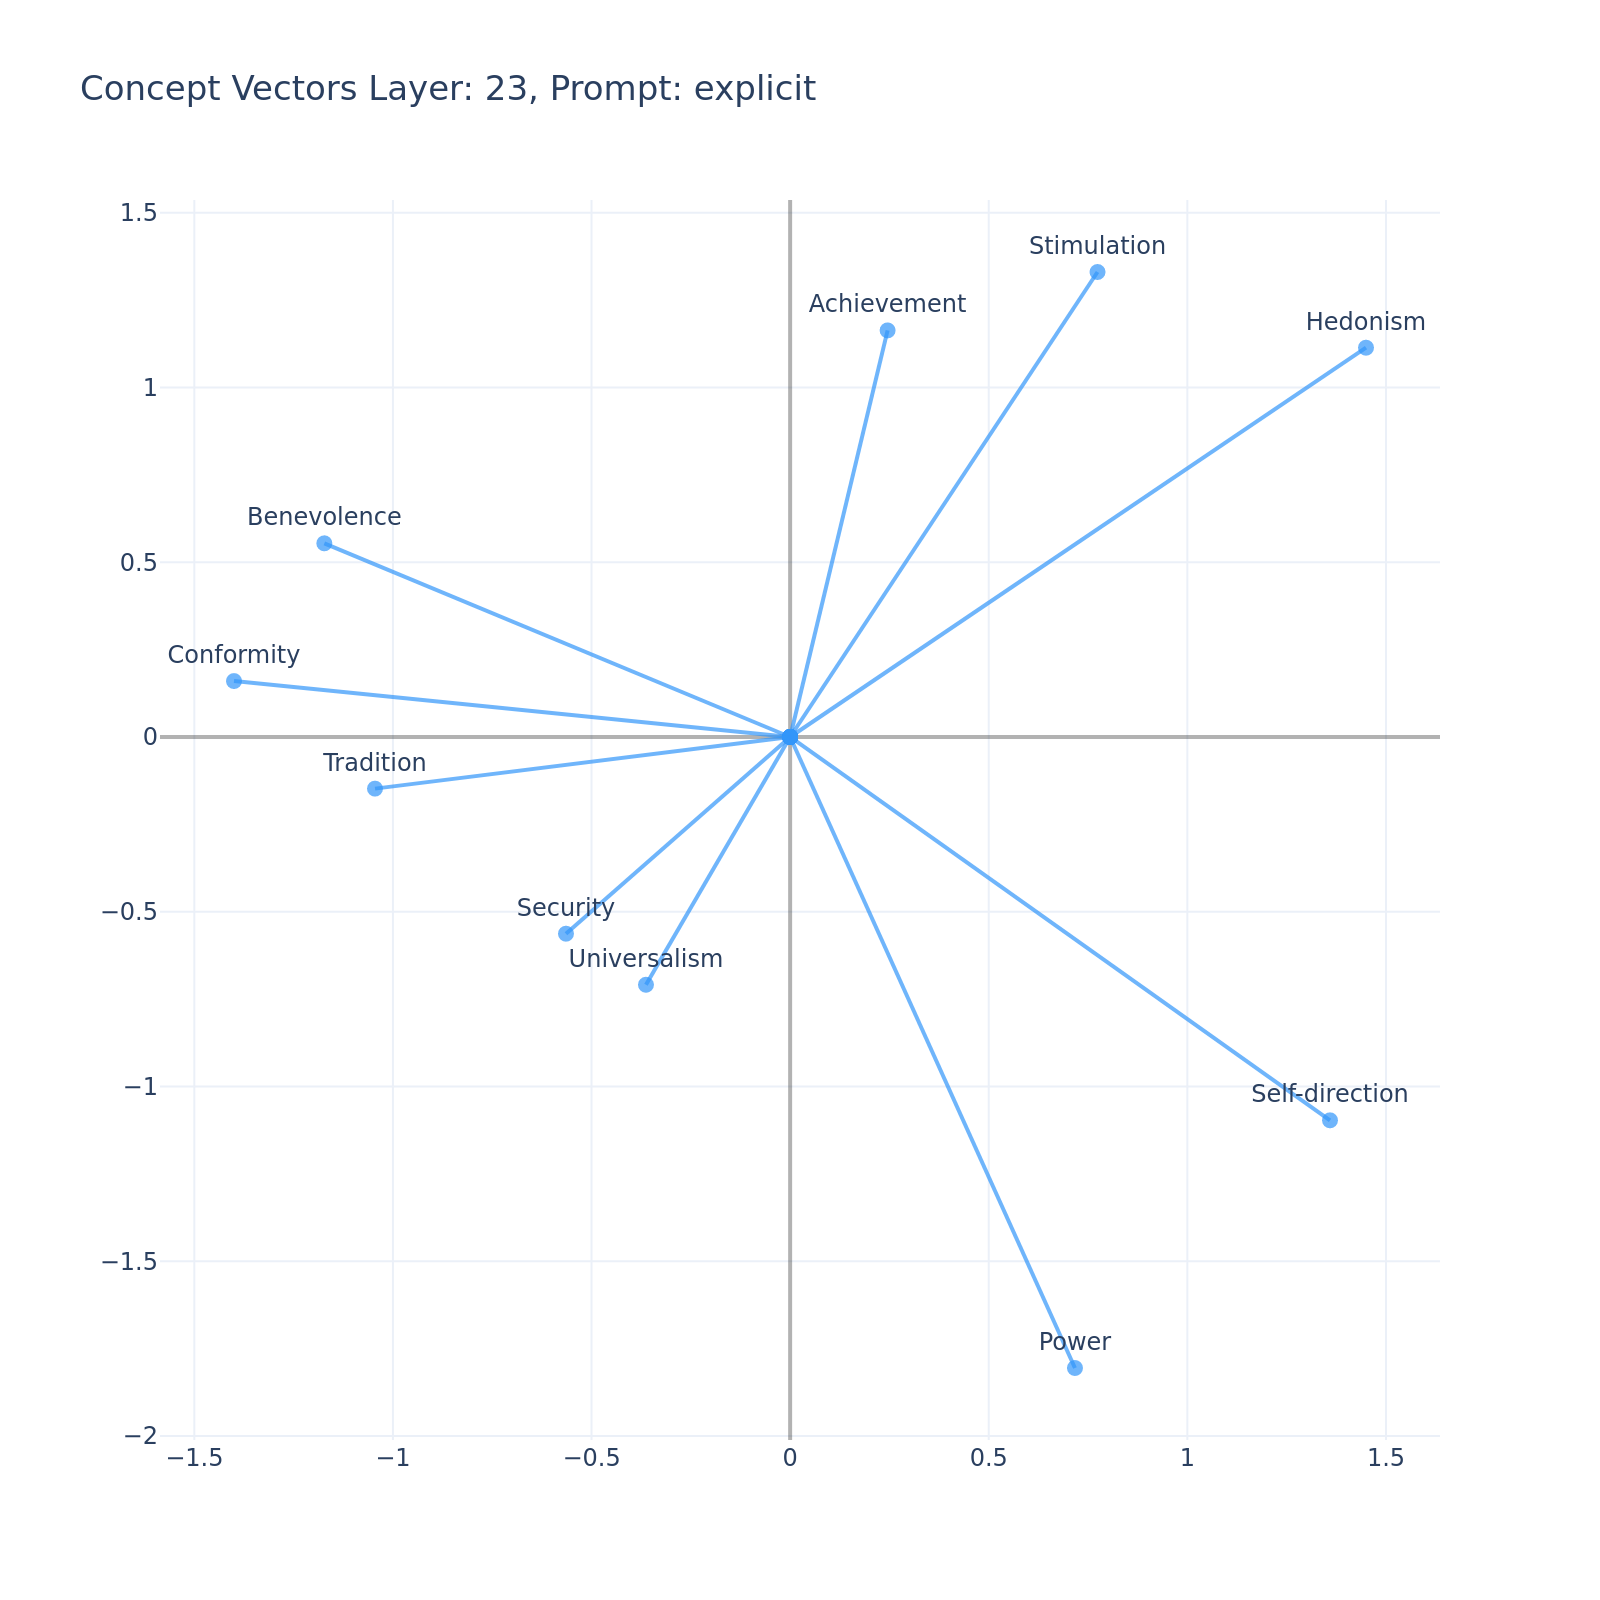 Concept Vectors Layer: 23, Prompt: explicit
1.5
Stimulation
Achievement
Hedonism
1
Benevolence
0.5
Conformity
0
Tradition
Security
−0.5
Universalism
−1
Self-direction
−1.5
Power
−2
−1.5 −1 −0.5 0 0.5 1 1.5